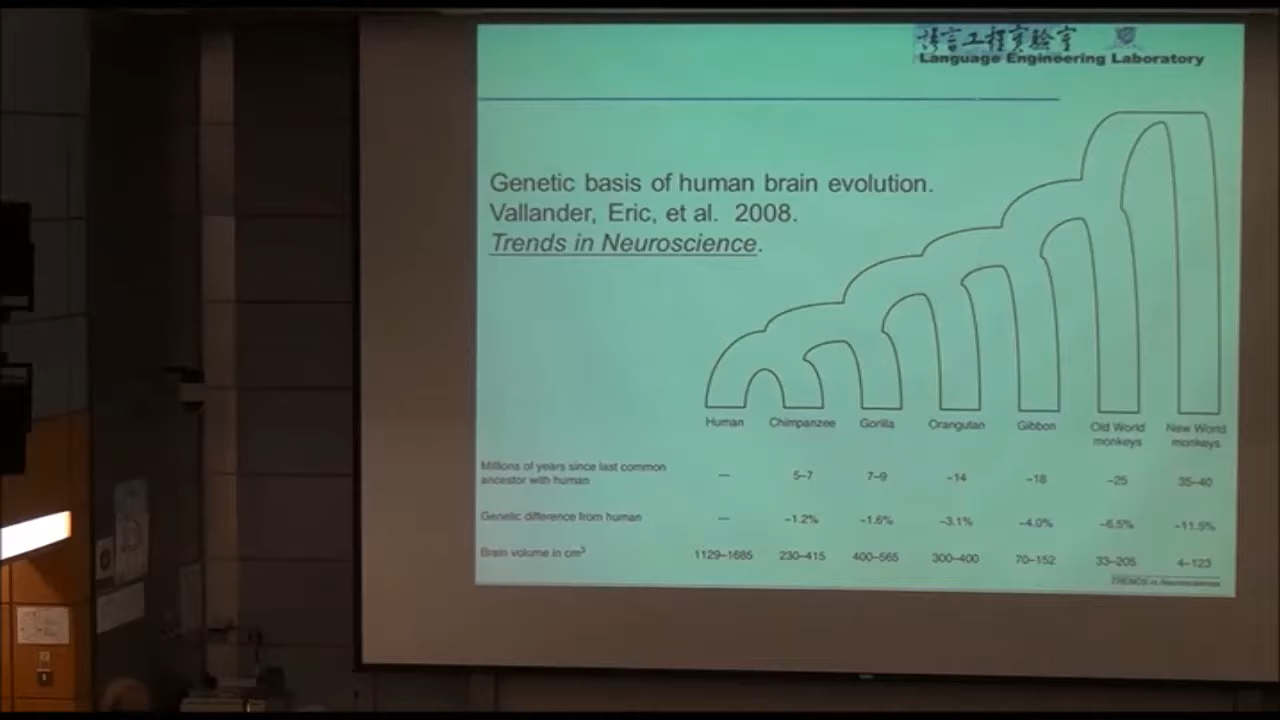 語言工程實驗室
Language Engineering Laboratory
Genetic basis of human brain evolution.
Vallander, Eric, et al. 2008.
Trends in Neuroscience.
Human Chimpanzee Gorilla Orangutan Gibbon Old World monkeys New World monkeys
Millions of years since last common ancestor with human — 5–7 7–9 ~14 ~18 ~25 35–40
Genetic difference from human — ~1.2% ~1.6% ~3.1% ~4.0% ~6.5% ~11.5%
Brain volume in cm³ 1129–1685 230–415 400–565 300–400 70–152 33–205 4–123
TRENDS in Neurosciences